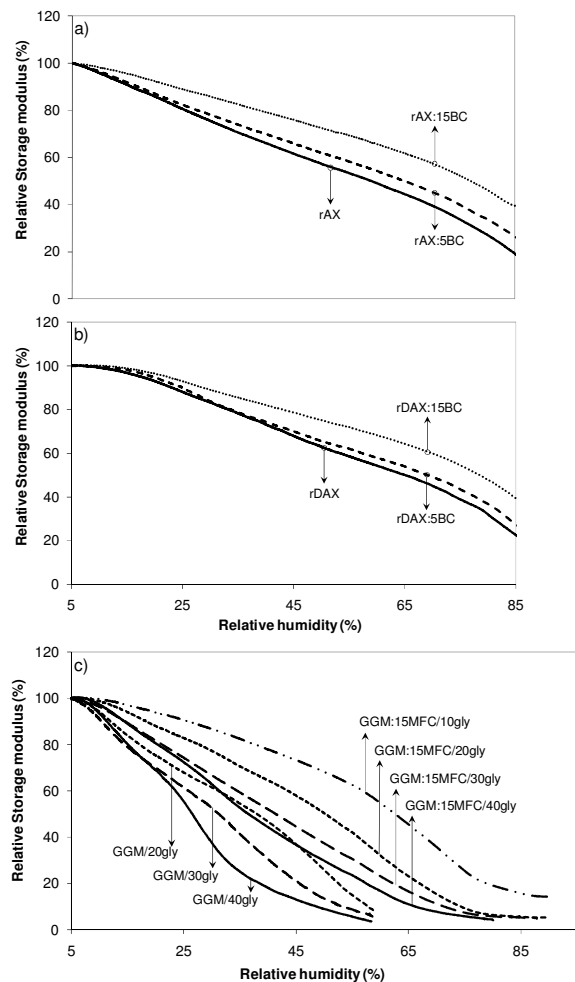 120
a)
100
80
60
40
20
0
Relative Storage modulus (%)
rAX:15BC
rAX
rAX:5BC
120
b)
100
80
60
40
20
0
Relative Storage modulus (%)
rDAX:15BC
rDAX
rDAX:5BC
5 25 45 65 85
Relative humidity (%)
120
c)
100
80
60
40
20
0
Relative Storage modulus (%)
GGM:15MFC/10gly
GGM:15MFC/20gly
GGM:15MFC/30gly
GGM:15MFC/40gly
GGM/20gly
GGM/30gly
GGM/40gly
5 25 45 65 85
Relative humidity (%)